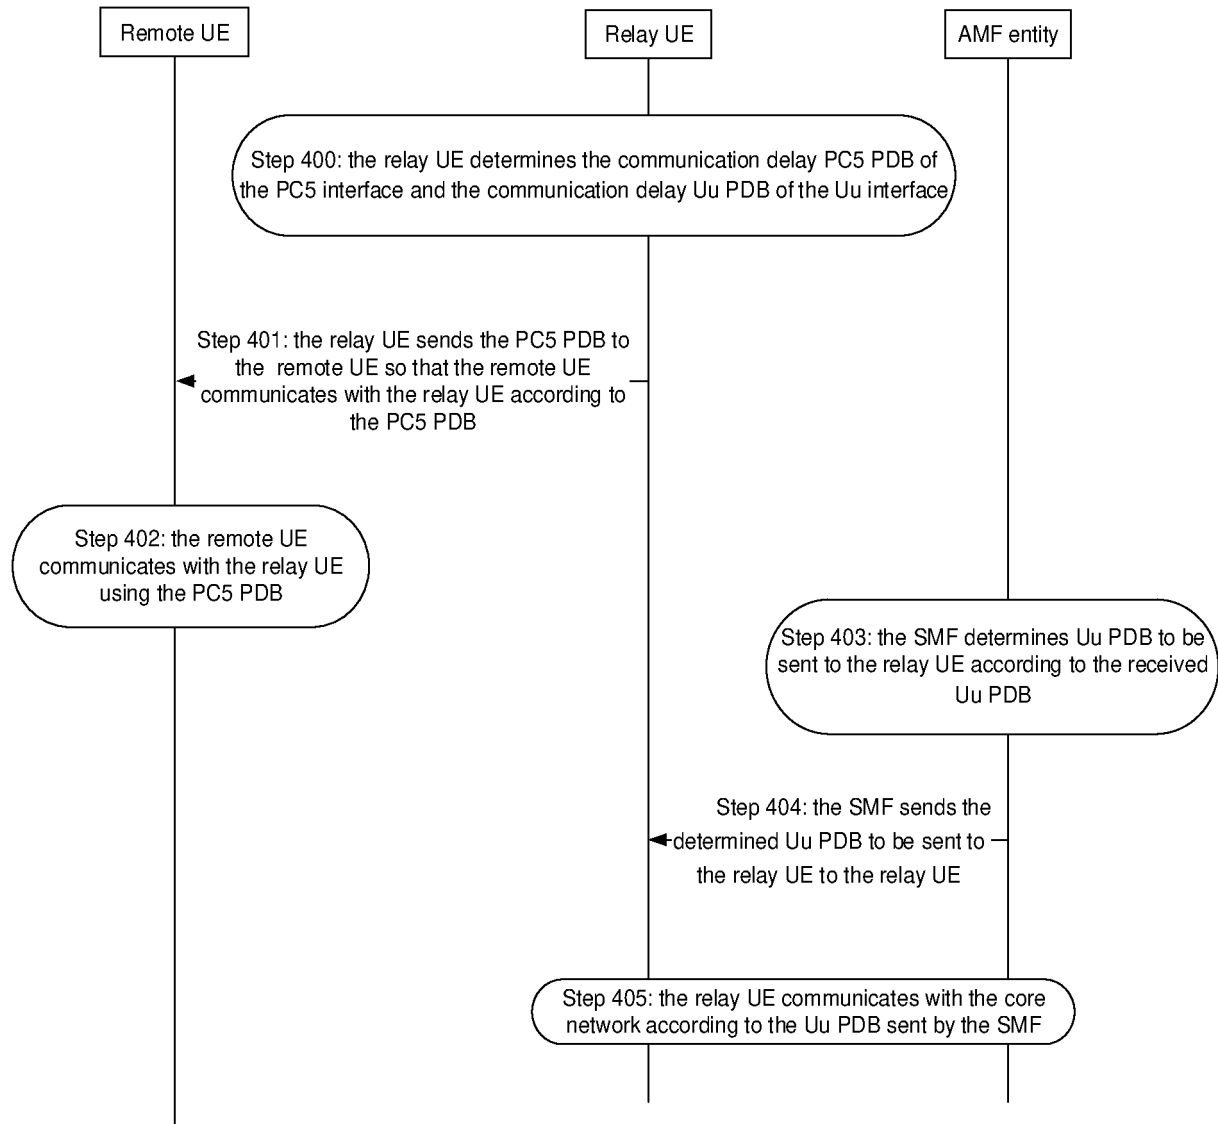 Remote UE
Relay UE
AMF entity
Step 400: the relay UE determines the communication delay PC5 PDB of
the PC5 interface and the communication delay Uu PDB of the Uu interface
Step 401: the relay UE sends the PC5 PDB to
the remote UE so that the remote UE
communicates with the relay UE according to
the PC5 PDB
Step 402: the remote UE
communicates with the relay UE
using the PC5 PDB
Step 403: the SMF determines Uu PDB to be
sent to the relay UE according to the received
Uu PDB
Step 404: the SMF sends the
determined Uu PDB to be sent to
the relay UE to the relay UE
Step 405: the relay UE communicates with the core
network according to the Uu PDB sent by the SMF